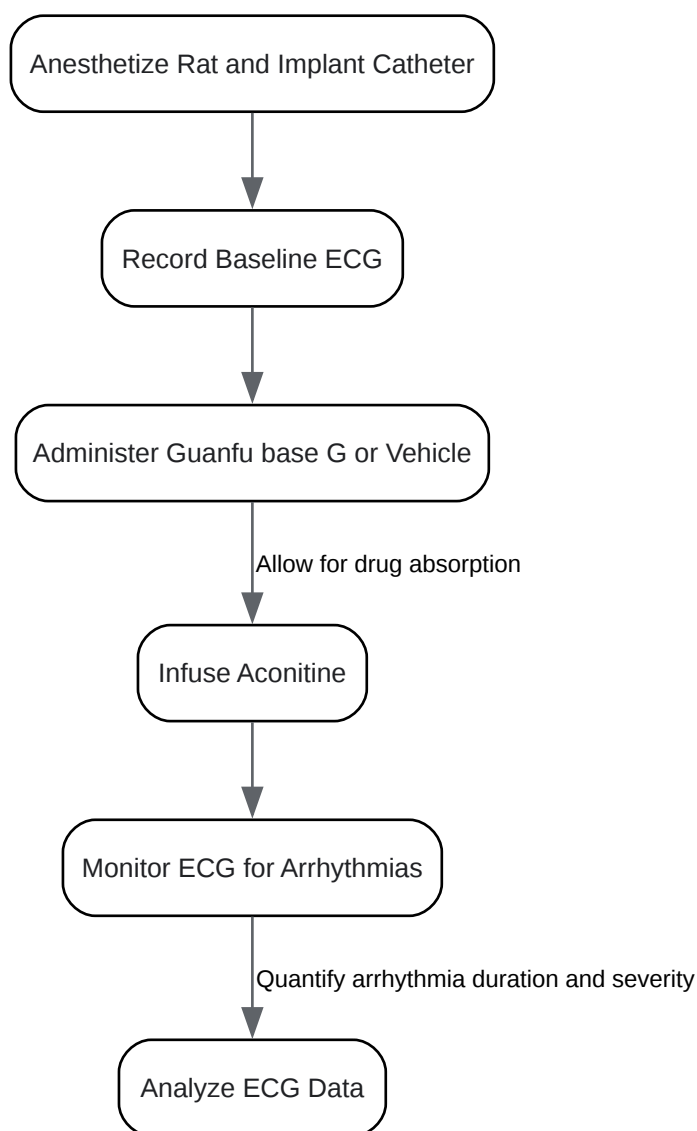 Anesthetize Rat and Implant Catheter
Record Baseline ECG
Administer Guanfu base G or Vehicle
Allow for drug absorption
Infuse Aconitine
Monitor ECG for Arrhythmias
Quantify arrhythmia duration and severity
Analyze ECG Data